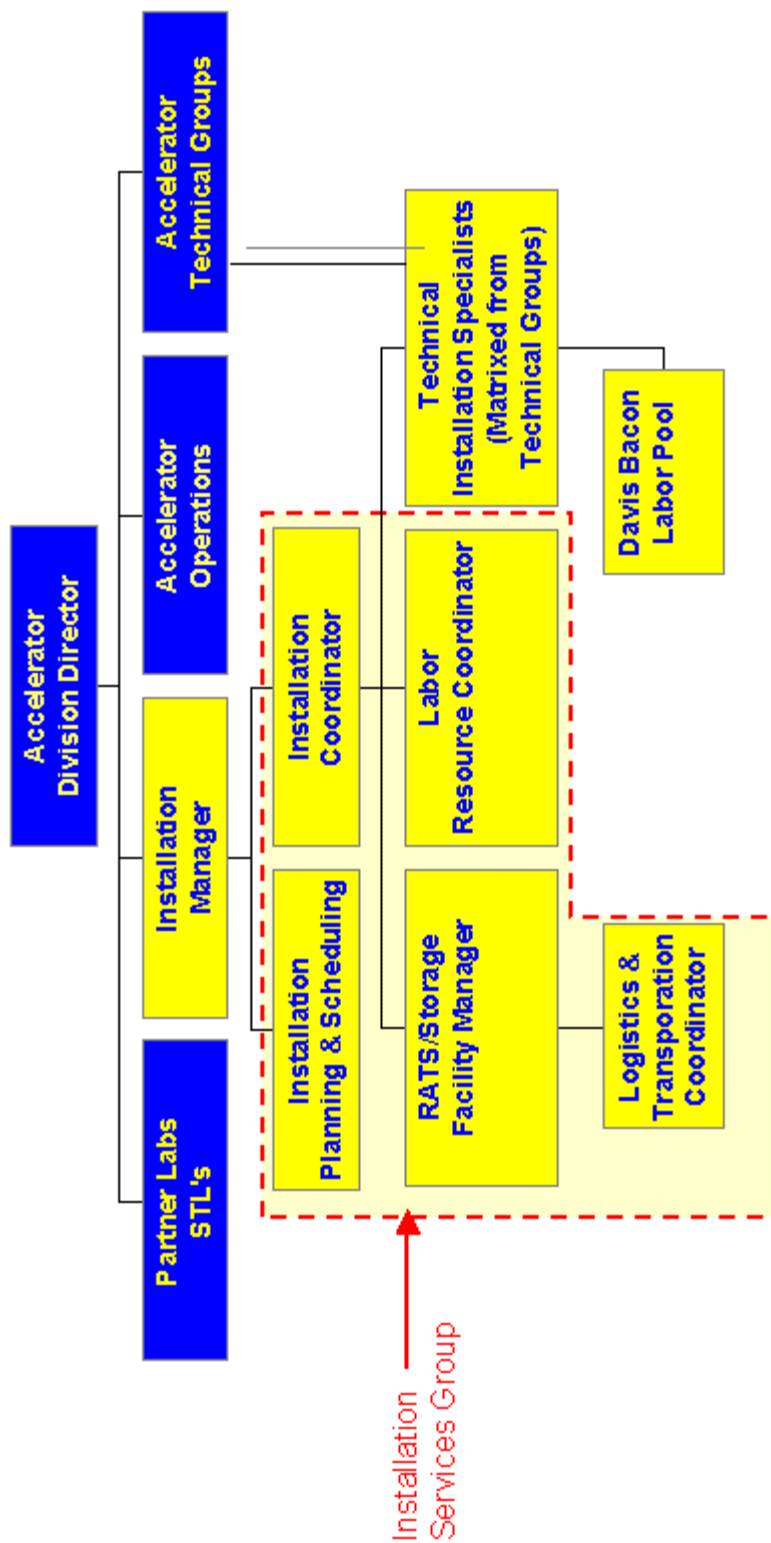 Accelerator
Division Director
Partner Labs
STL's
Installation
Manager
Accelerator
Operations
Accelerator
Technical Groups
Installation
Planning & Scheduling
Installation
Coordinator
RATS/Storage
Facility Manager
Labor
Resource Coordinator
Technical
Installation Specialists
(Matrixed from
Technical Groups)
Logistics &
Transporation
Coordinator
Davis Bacon
Labor Pool
Installation
Services Group